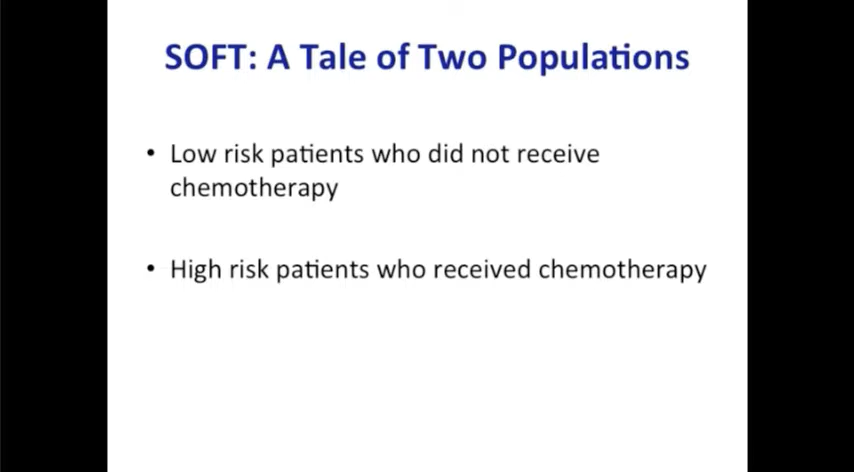 SOFT: A Tale of Two Populations
• Low risk patients who did not receive
chemotherapy
• High risk patients who received chemotherapy